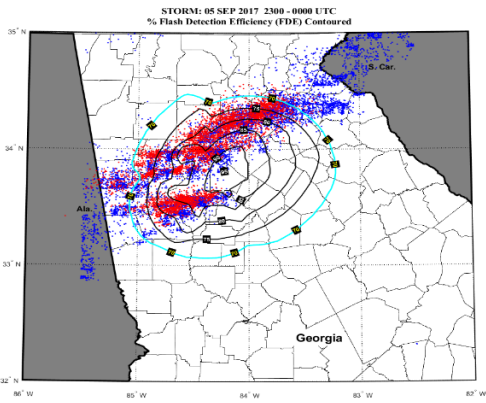 STORM: 05 SEP 2017 2300 - 0000 UTC
% Flash Detection Efficiency (FDE) Contoured
35° N
S. Car.
34° N
Ala.
33° N
Georgia
32° N
86° W
85° W
84° W
83° W
82° W